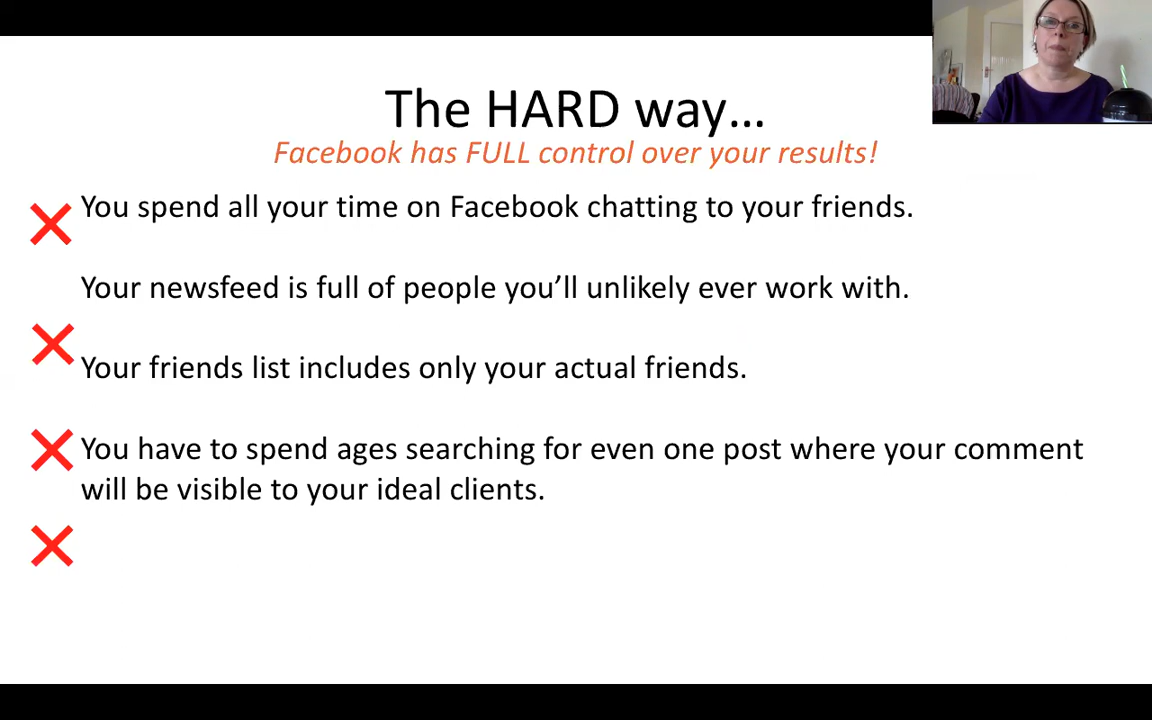 The HARD way...
Facebook has FULL control over your results!
You spend all your time on Facebook chatting to your friends.
Your newsfeed is full of people you’ll unlikely ever work with.
Your friends list includes only your actual friends.
You have to spend ages searching for even one post where your comment
will be visible to your ideal clients.